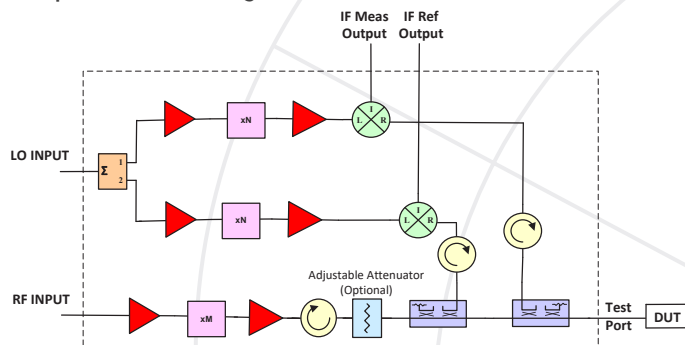 IF Meas
Output
IF Ref
Output
xN
I
L
R
LO INPUT
Σ
1
2
xN
I
L
R
Adjustable Attenuator
(Optional)
RF INPUT
xM
Test
Port
DUT